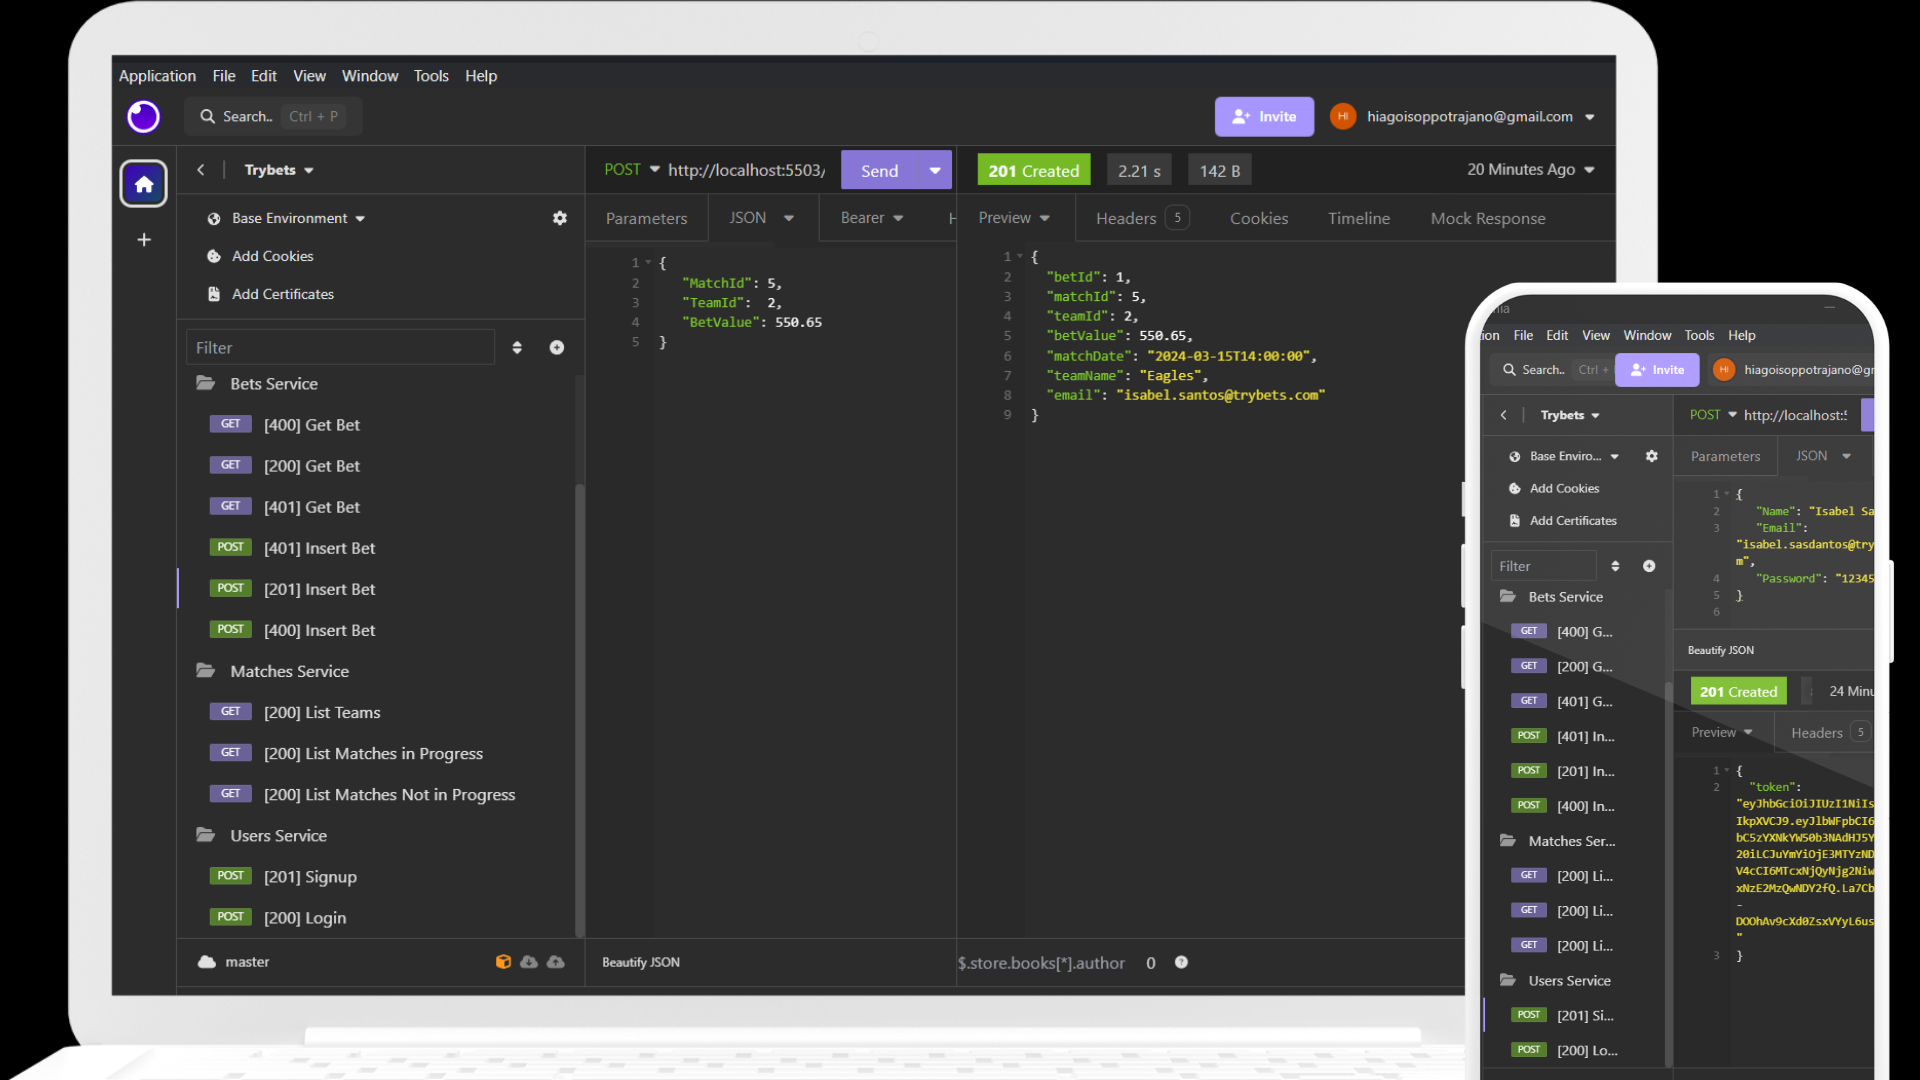 Application File Edit View Window Tools Help
Search.. Ctrl + P
Invite
HI hiagoisoppotrajano@gmail.com
Trybets
POST http://localhost:5503/ Send
201 Created 2.21 s 142 B 20 Minutes Ago
Base Environment
Add Cookies
Add Certificates
Parameters JSON Bearer H
Preview Headers 5 Cookies Timeline Mock Response
1 {
2 "MatchId": 5,
3 "TeamId":  2,
4 "BetValue": 550.65
5 }
1 {
2 "betId": 1,
3 "matchId": 5,
4 "teamId": 2,
5 "betValue": 550.65,
6 "matchDate": "2024-03-15T14:00:00",
7 "teamName": "Eagles",
8 "email": "isabel.santos@trybets.com"
9 }
Filter
Bets Service
GET [400] Get Bet
GET [200] Get Bet
GET [401] Get Bet
POST [401] Insert Bet
POST [201] Insert Bet
POST [400] Insert Bet
Matches Service
GET [200] List Teams
GET [200] List Matches in Progress
GET [200] List Matches Not in Progress
Users Service
POST [201] Signup
POST [200] Login
master
Beautify JSON
$.store.books[*].author 0
nia
ion File Edit View Window Tools Help
Search.. Ctrl + Invite HI hiagoisoppotrajano@gr
Trybets
POST http://localhost:5
Base Enviro...
Add Cookies
Add Certificates
Parameters JSON
1 {
2 "Name": "Isabel Sa
3 "Email":
"isabel.sasdantos@try
m",
4 "Password": "12345
5 }
6
Beautify JSON
201 Created 24 Minu
Preview Headers 5
1 {
2 "token":
"eyJhbGciOiJIUzI1NiIs
IkpXVCJ9.eyJlbWFpbCI6
bC5zYXNkYW50b3NAdHJ5Y
20iLCJuYmYiOjE3MTYzND
V4cCI6MTcxNjQyNjg2Niw
xNzE2MzQwNDY2fQ.La7Cb
-
DOOhAv9cXd0ZsxVYyL6us
"
3 }
Filter
Bets Service
GET [400] G...
GET [200] G...
GET [401] G...
POST [401] In...
POST [201] In...
POST [400] In...
Matches Ser...
GET [200] Li...
GET [200] Li...
GET [200] Li...
Users Service
POST [201] Si...
POST [200] Lo...